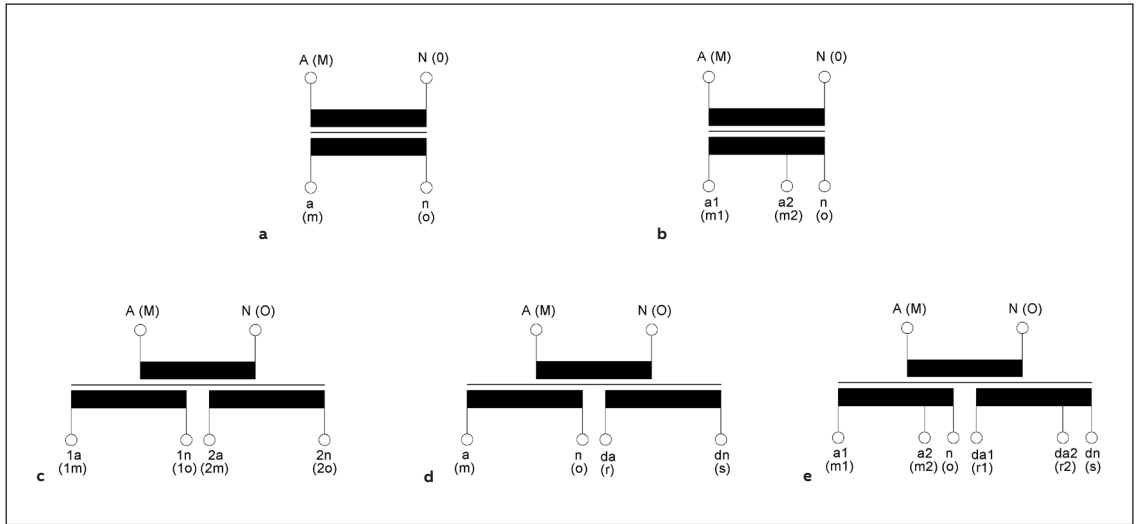 A (M) N (0)
a n
(m) (o)
a
A (M) N (0)
a1 a2 n
(m1) (m2) (o)
b
A (M) N (O)
1a 1n 2a 2n
(1m) (1o) (2m) (2o)
c
A (M) N (O)
a n da dn
(m) (o) (r) (s)
d
A (M) N (O)
a1 a2 n da1 da2 dn
(m1) (m2) (o) (r1) (r2) (s)
e